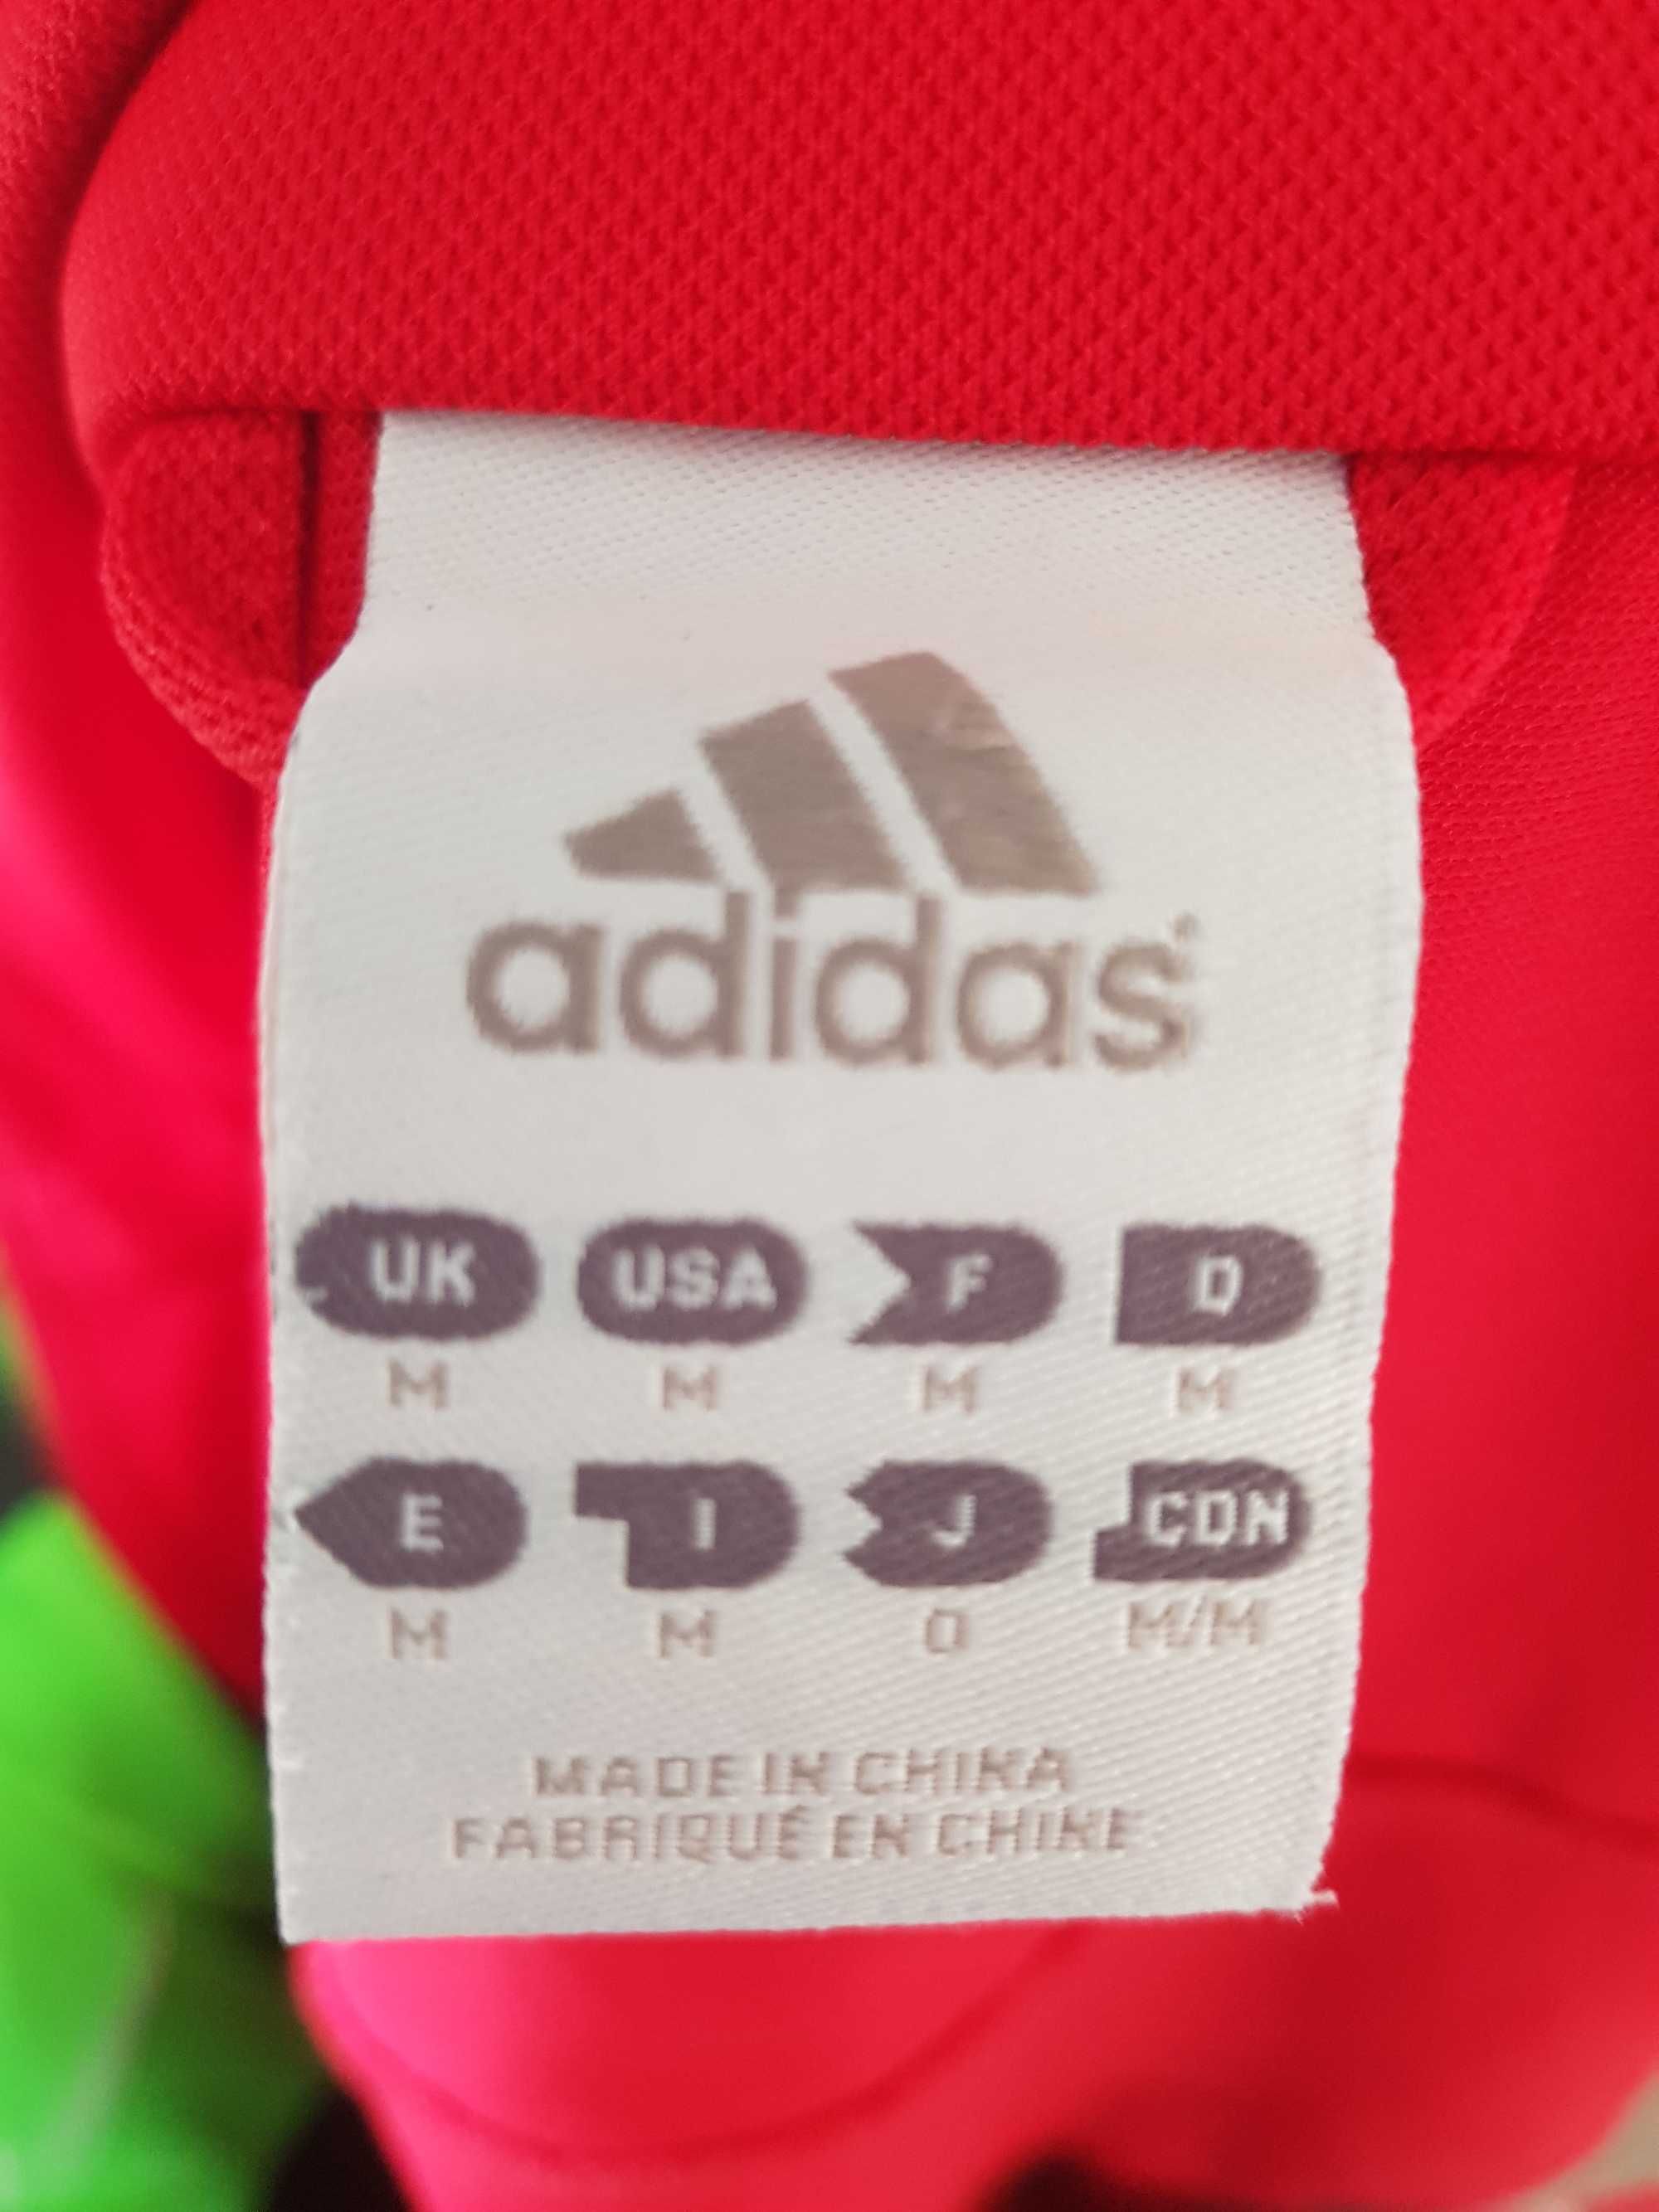 adidas
UK USA F D
M M M M
E I J CDN
M M O M/M
MADE IN CHINA
FABRIQUÉ EN CHINE